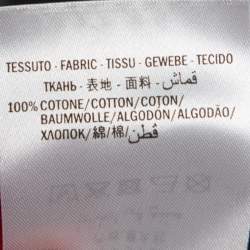 TESSUTO - FABRIC - TISSU - GEWEBE - TECIDO
ТКАНЬ - 表地 - 面料 - قماش
100% COTONE/COTTON/COTON/
BAUMWOLLE/ALGODÓN/ALGODÃO/
ХЛОПОК/綿/棉/قطن